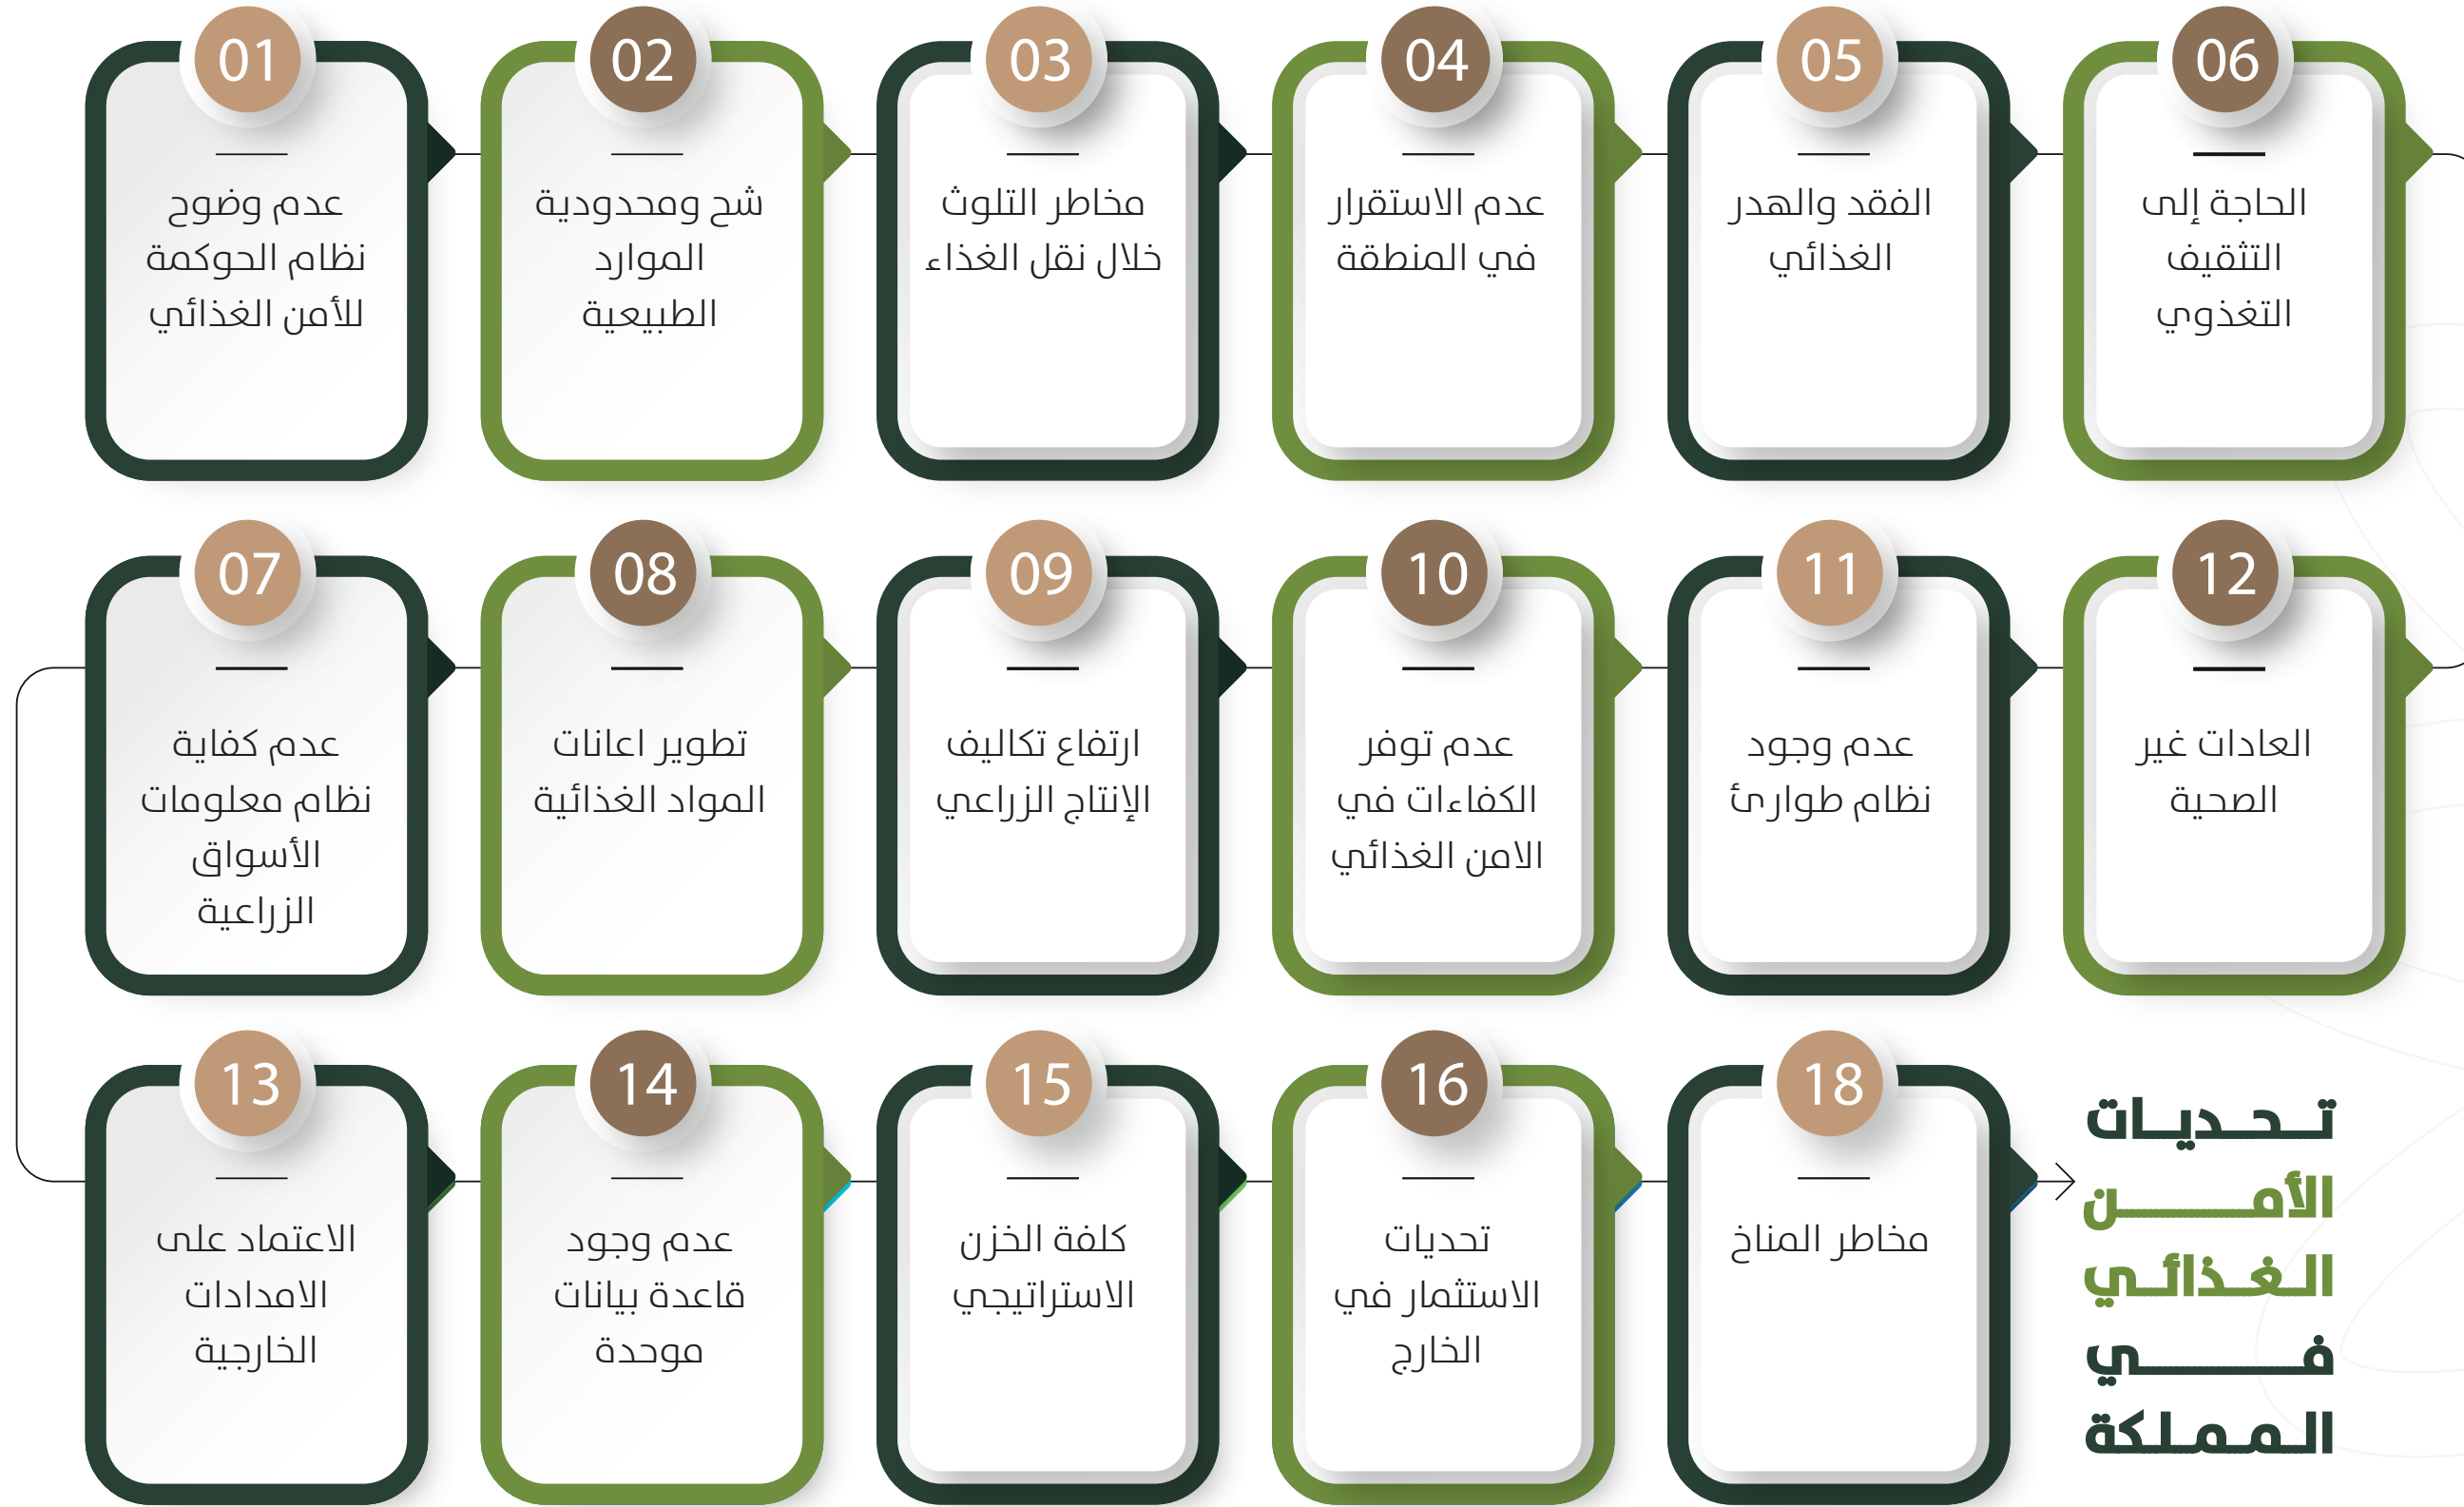 01
عدم وضوح
نظام الحوكمة
للأمن الغذائي
02
شح ومحدودية
الموارد
الطبيعية
03
مخاطر التلوث
خلال نقل الغذاء
04
عدم الاستقرار
في المنطقة
05
الفقد والهدر
الغذائي
06
الحاجة إلى
التثقيف
التغذوي
07
عدم كفاية
نظام معلومات
الأسواق
الزراعية
08
تطوير اعانات
المواد الغذائية
09
ارتفاع تكاليف
الإنتاج الزراعي
10
عدم توفر
الكفاءات في
الامن الغذائي
11
عدم وجود
نظام طوارئ
12
العادات غير
الصحية
13
الاعتماد على
الامدادات
الخارجية
14
عدم وجود
قاعدة بيانات
موحدة
15
كلفة الخزن
الاستراتيجي
16
تحديات
الاستثمار في
الخارج
18
مخاطر المناخ
تـحـديـات
الأمـــن
الـغـذائـي
فـــي
الـمـمـلـكة